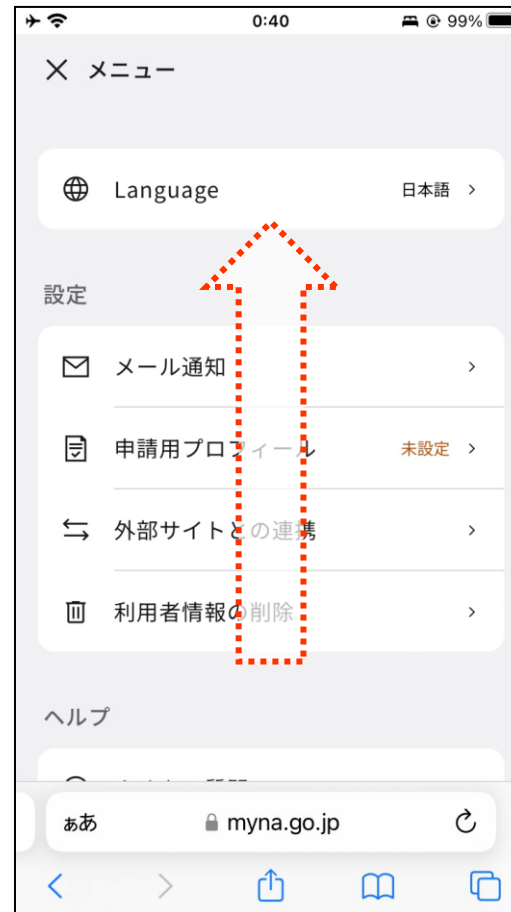 0:40
99%
メニュー
Language 日本語
設定
メール通知
申請用プロフィール 未設定
外部サイトとの連携
利用者情報の削除
ヘルプ
ぁあ myna.go.jp